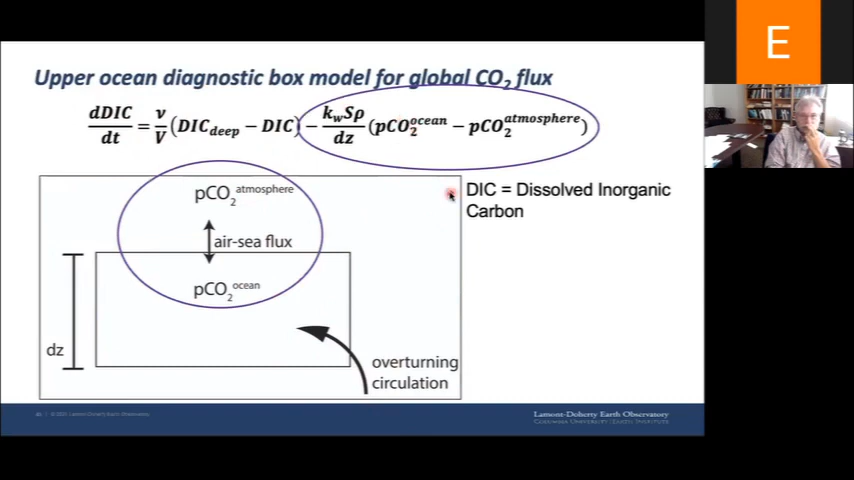 E
Upper ocean diagnostic box model for global CO₂ flux
dDIC/dt = ν/V (DIC_deep − DIC) − k_w Sρ/dz (pCO₂^ocean − pCO₂^atmosphere)
pCO₂^atmosphere
DIC = Dissolved Inorganic
Carbon
air-sea flux
pCO₂^ocean
dz
overturning
circulation
Lamont-Doherty Earth Observatory
Columbia University | Earth Institute